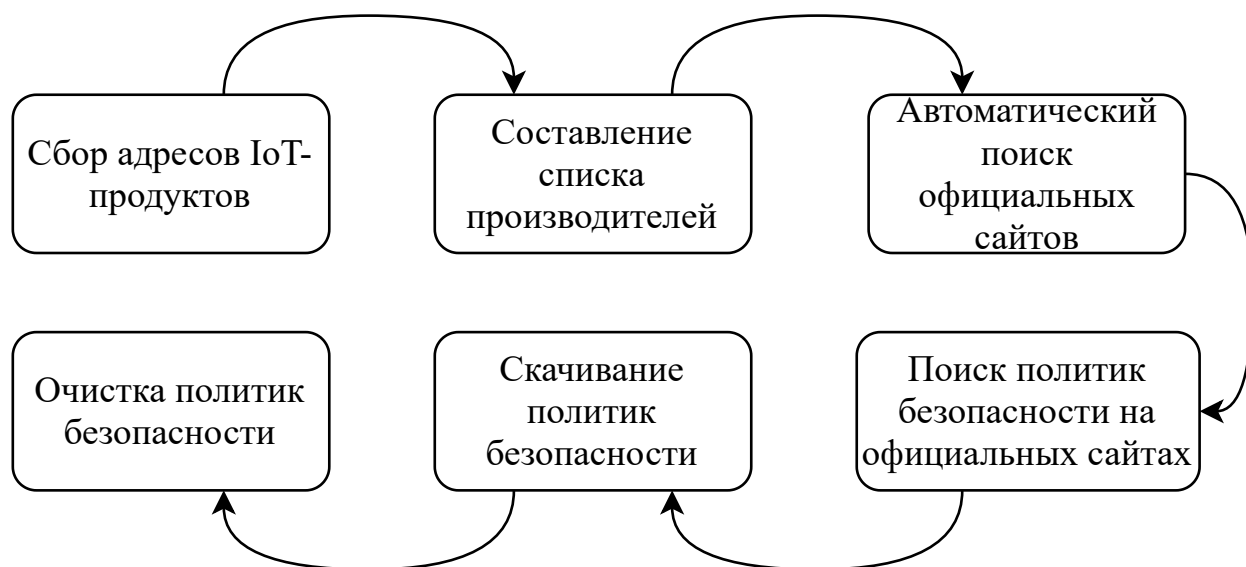 Сбор адресов IoT-
продуктов
Составление
списка
производителей
Автоматический
поиск
официальных
сайтов
Поиск политик
безопасности на
официальных сайтах
Скачивание
политик
безопасности
Очистка политик
безопасности